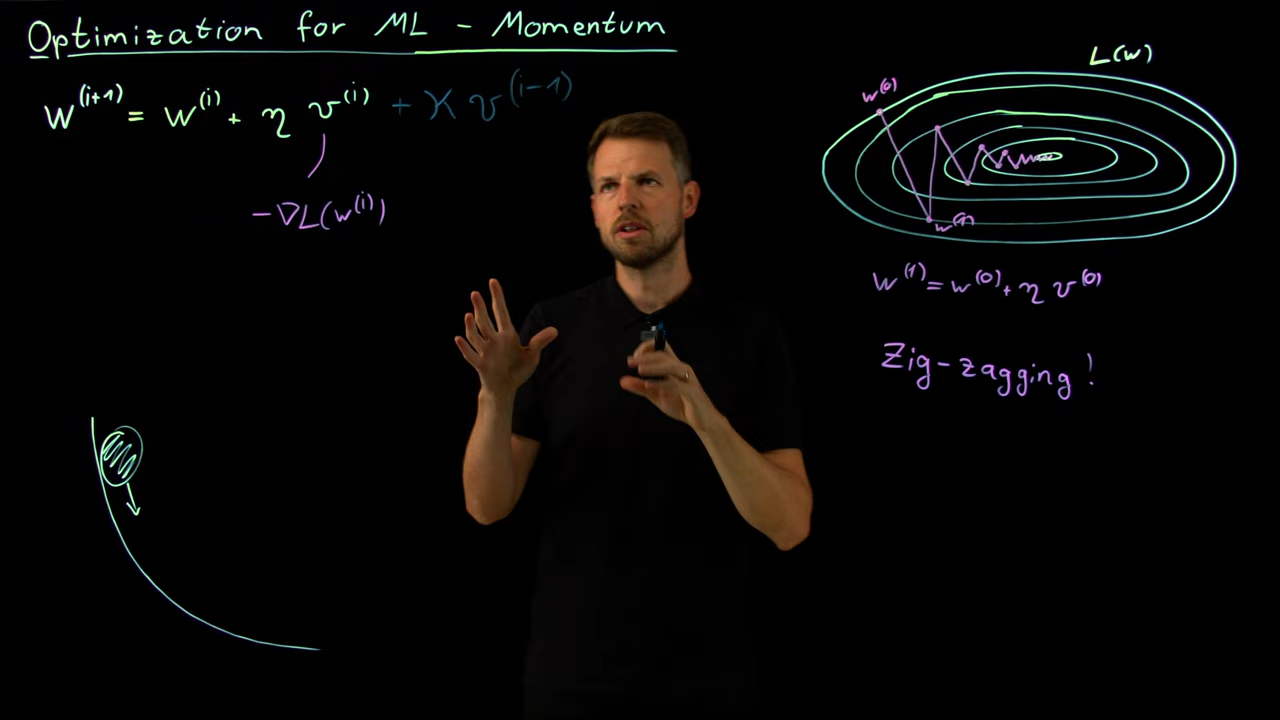 Optimization for ML - Momentum
L(w)
w^(i+1) = w^(i) + η v^(i) + γ v^(i-1)
-∇L(w^(i))
w^(0)
w^(1)
w^(1) = w^(0) + η v^(0)
Zig-zagging!